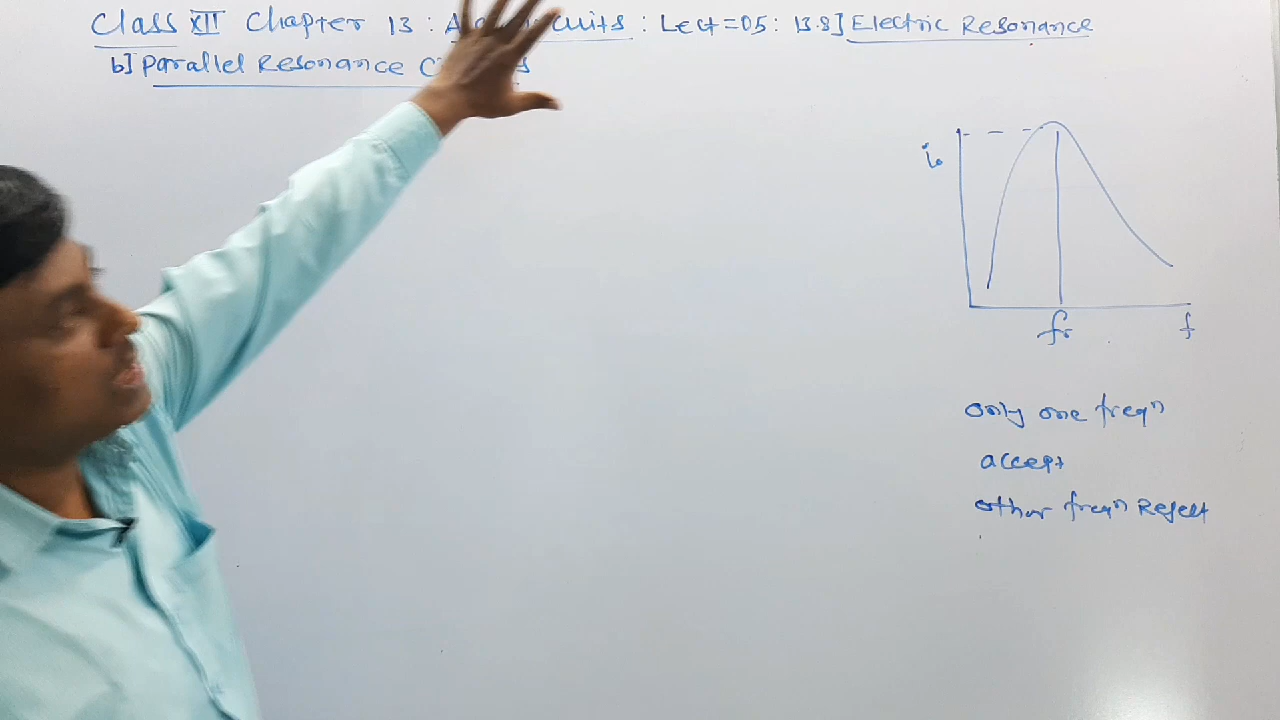 Class XII Chapter 13 : : Lect=05: 13.8] Electric Resonance
b] Parallel Resonance
i₀
fr
f
only one freqⁿ
accept
other freqⁿ Reject